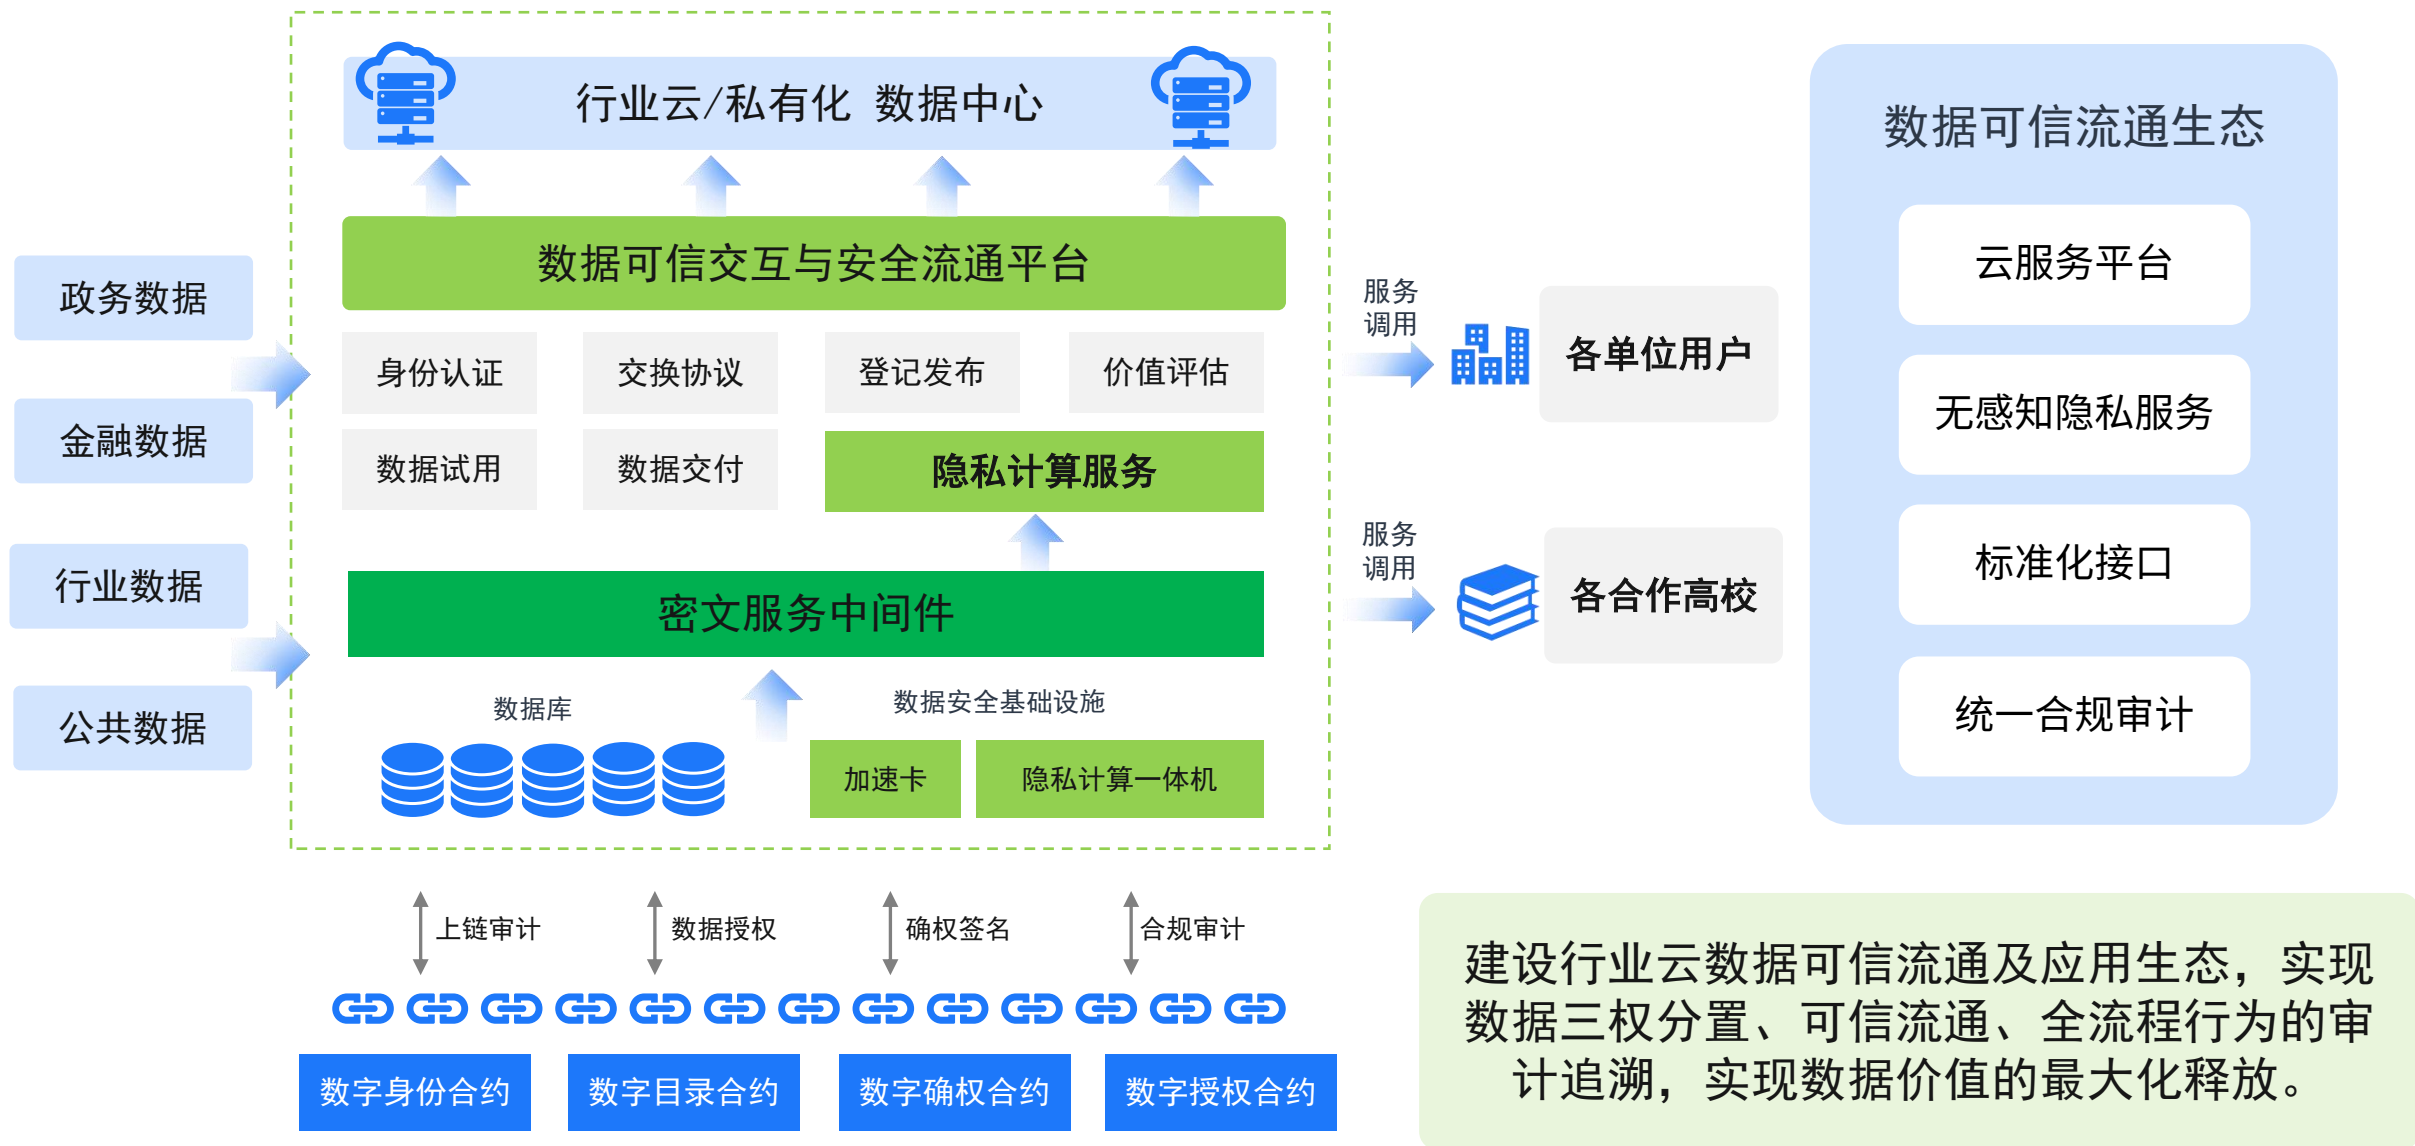 行业云/私有化 数据中心
数据可信交互与安全流通平台
政务数据
金融数据
行业数据
公共数据
身份认证
交换协议
登记发布
价值评估
数据试用
数据交付
隐私计算服务
密文服务中间件
数据库
数据安全基础设施
加速卡
隐私计算一体机
服务
调用
各单位用户
服务
调用
各合作高校
数据可信流通生态
云服务平台
无感知隐私服务
标准化接口
统一合规审计
上链审计
数据授权
确权签名
合规审计
数字身份合约
数字目录合约
数字确权合约
数字授权合约
建设行业云数据可信流通及应用生态，实现
数据三权分置、可信流通、全流程行为的审
计追溯，实现数据价值的最大化释放。